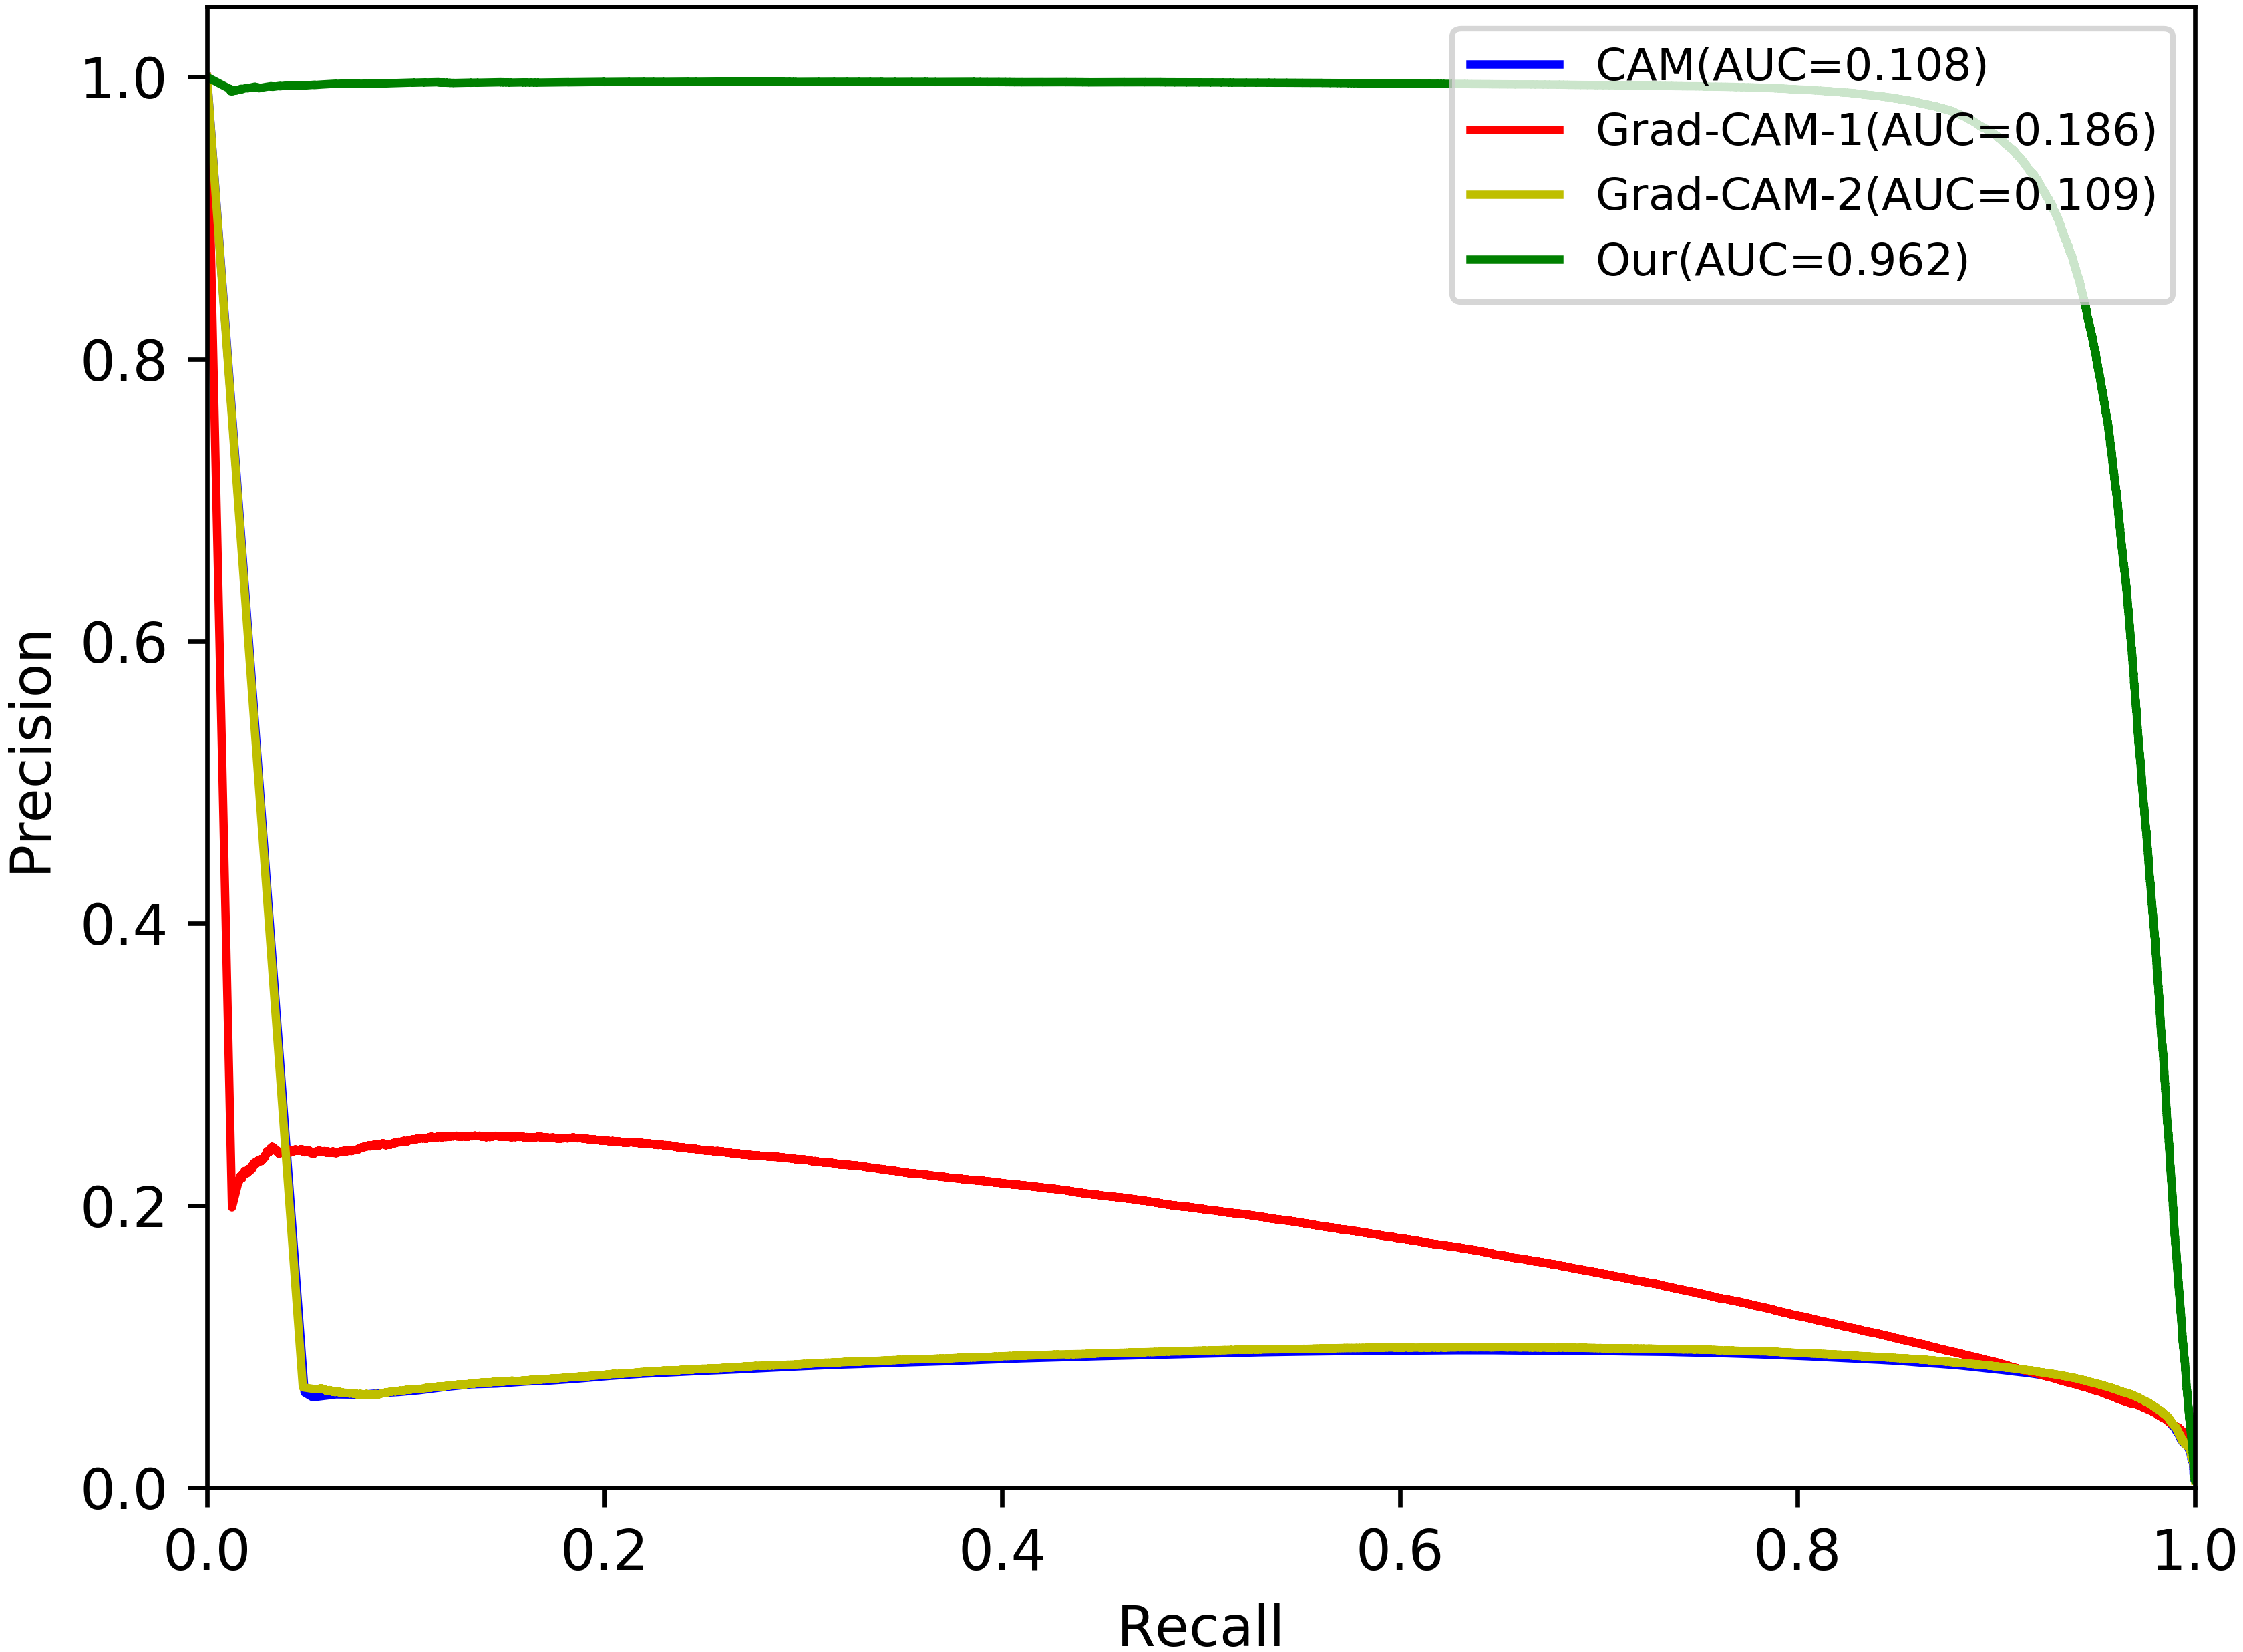 CAM(AUC=0.108)
Grad-CAM-1(AUC=0.186)
Grad-CAM-2(AUC=0.109)
Our(AUC=0.962)
Precision
1.0
0.8
0.6
0.4
0.2
0.0
0.0 0.2 0.4 0.6 0.8 1.0
Recall